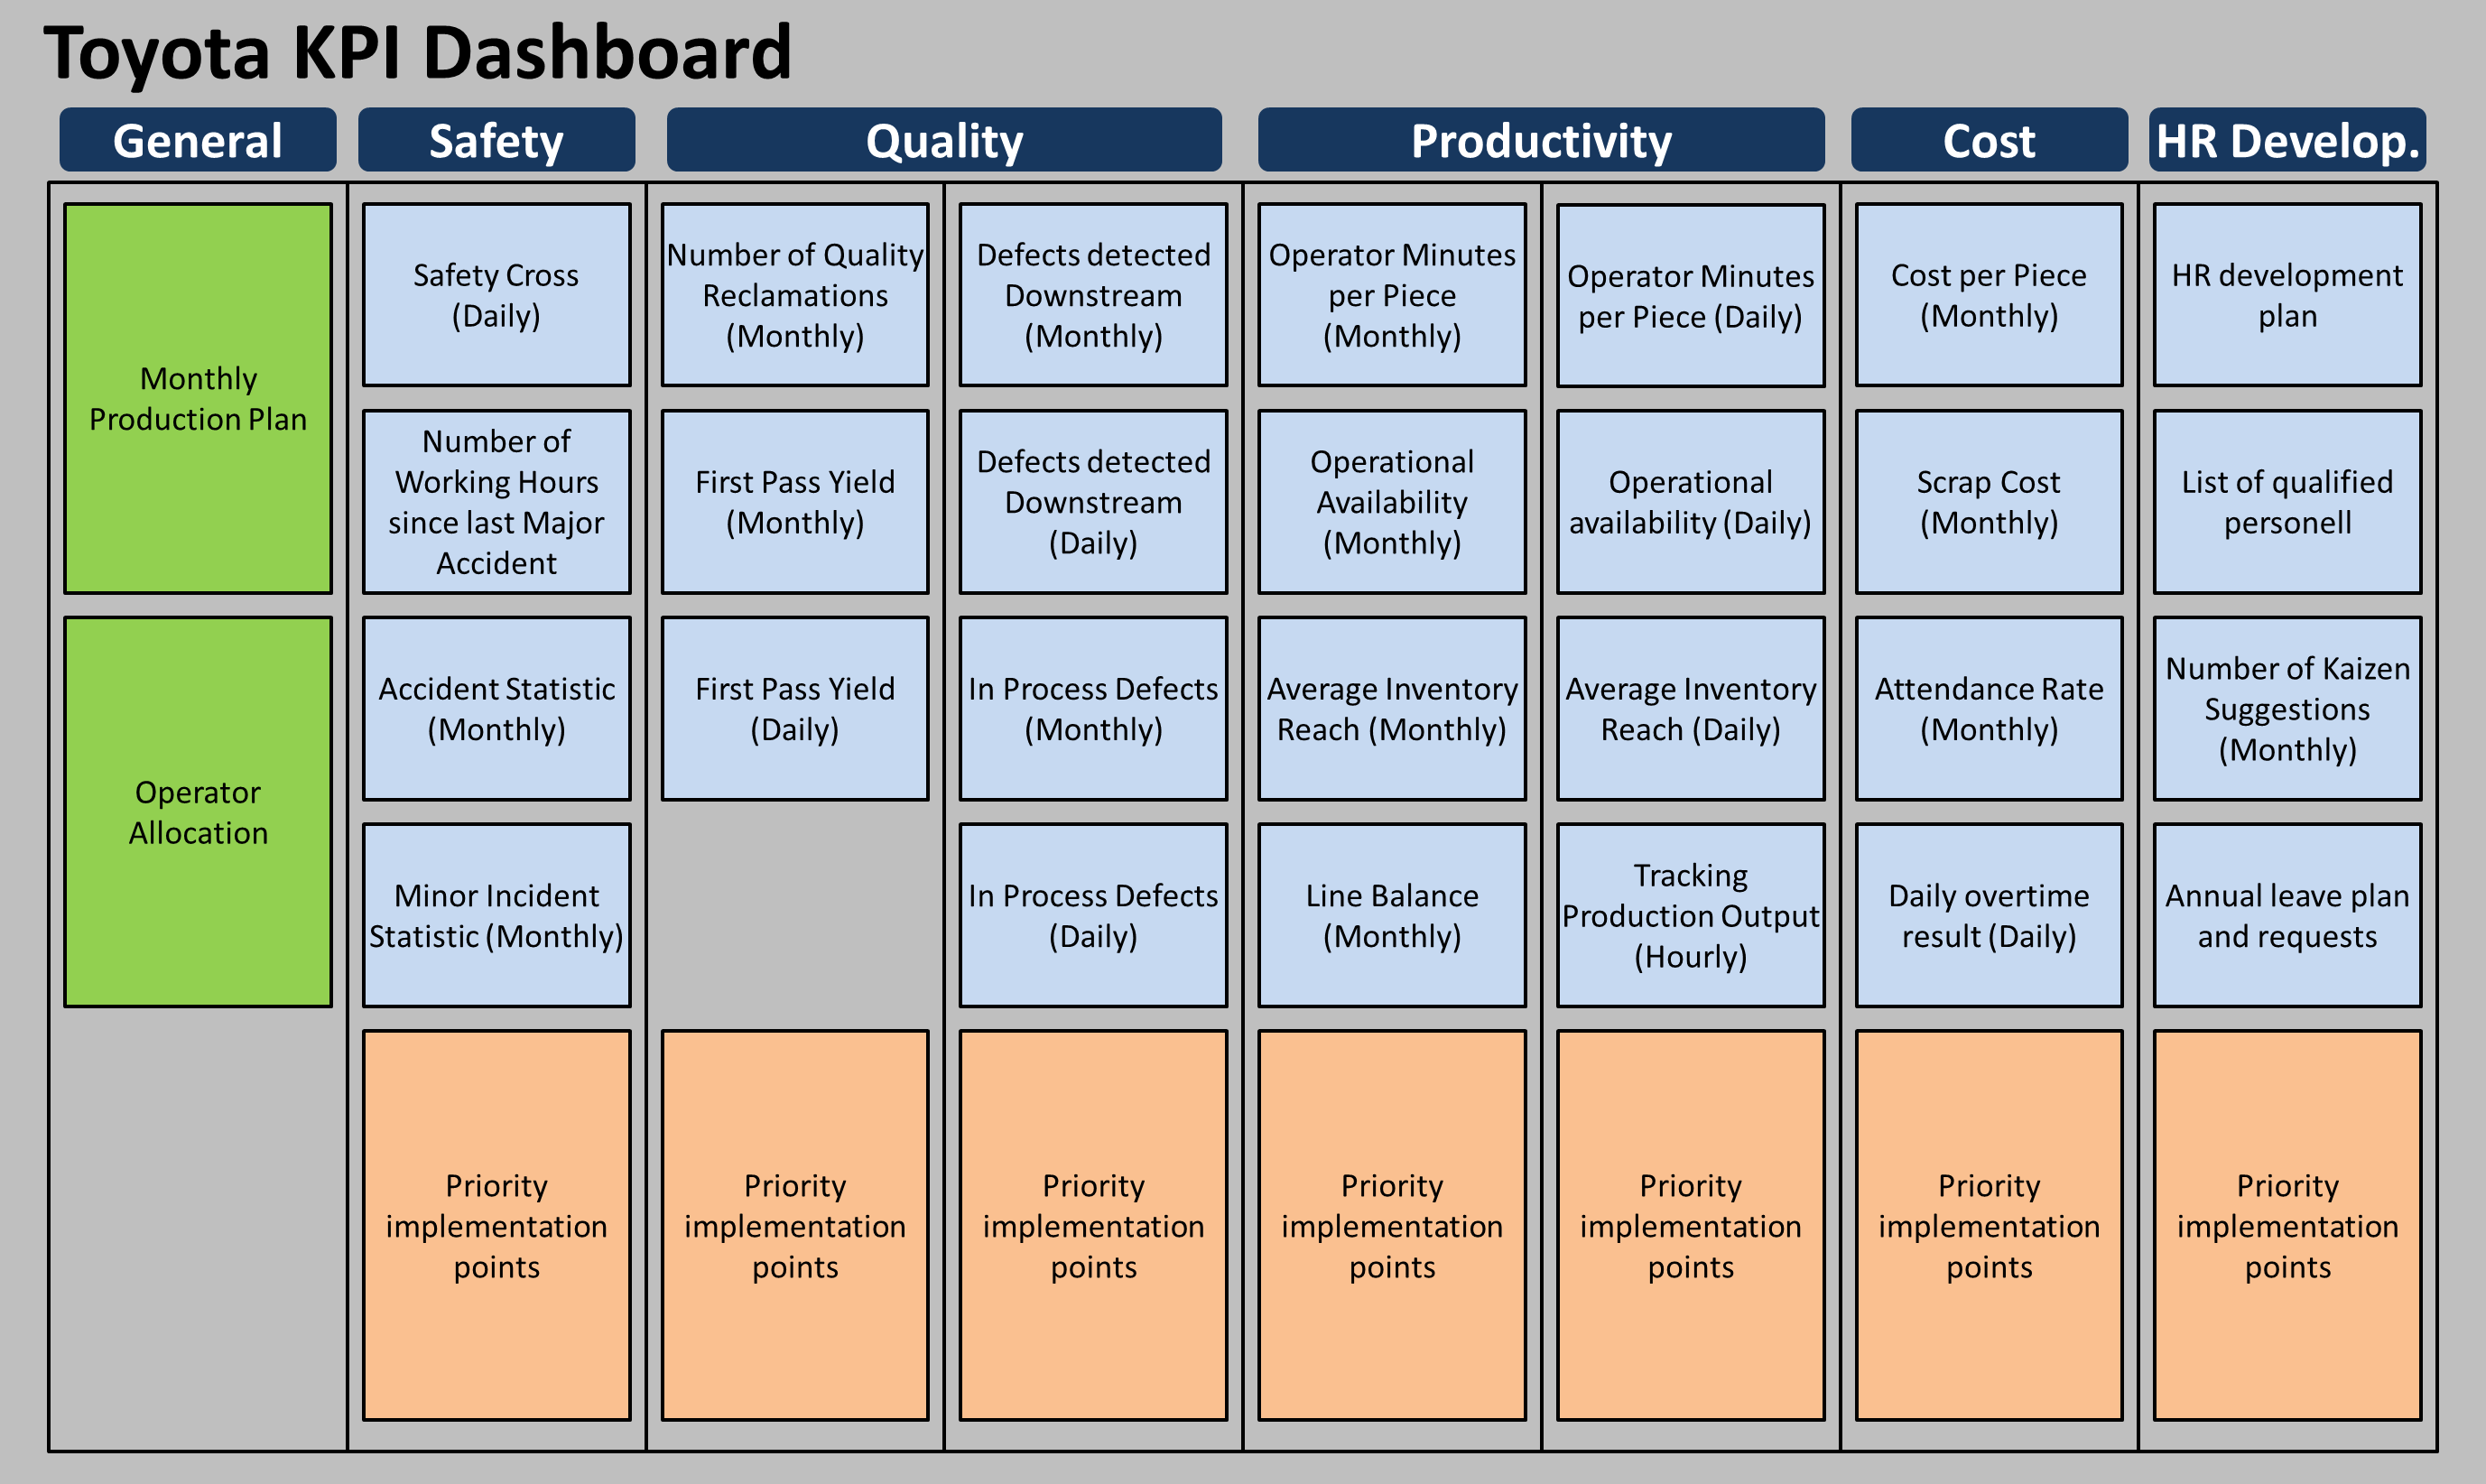 Toyota KPI Dashboard
General
Safety
Quality
Productivity
Cost
HR Develop.
Monthly
Production Plan
Operator
Allocation
Safety Cross
(Daily)
Number of
Working Hours
since last Major
Accident
Accident Statistic
(Monthly)
Minor Incident
Statistic (Monthly)
Priority
implementation
points
Number of Quality
Reclamations
(Monthly)
First Pass Yield
(Monthly)
First Pass Yield
(Daily)
Priority
implementation
points
Defects detected
Downstream
(Monthly)
Defects detected
Downstream
(Daily)
In Process Defects
(Monthly)
In Process Defects
(Daily)
Priority
implementation
points
Operator Minutes
per Piece
(Monthly)
Operational
Availability
(Monthly)
Average Inventory
Reach (Monthly)
Line Balance
(Monthly)
Priority
implementation
points
Operator Minutes
per Piece (Daily)
Operational
availability (Daily)
Average Inventory
Reach (Daily)
Tracking
Production Output
(Hourly)
Priority
implementation
points
Cost per Piece
(Monthly)
Scrap Cost
(Monthly)
Attendance Rate
(Monthly)
Daily overtime
result (Daily)
Priority
implementation
points
HR development
plan
List of qualified
personell
Number of Kaizen
Suggestions
(Monthly)
Annual leave plan
and requests
Priority
implementation
points